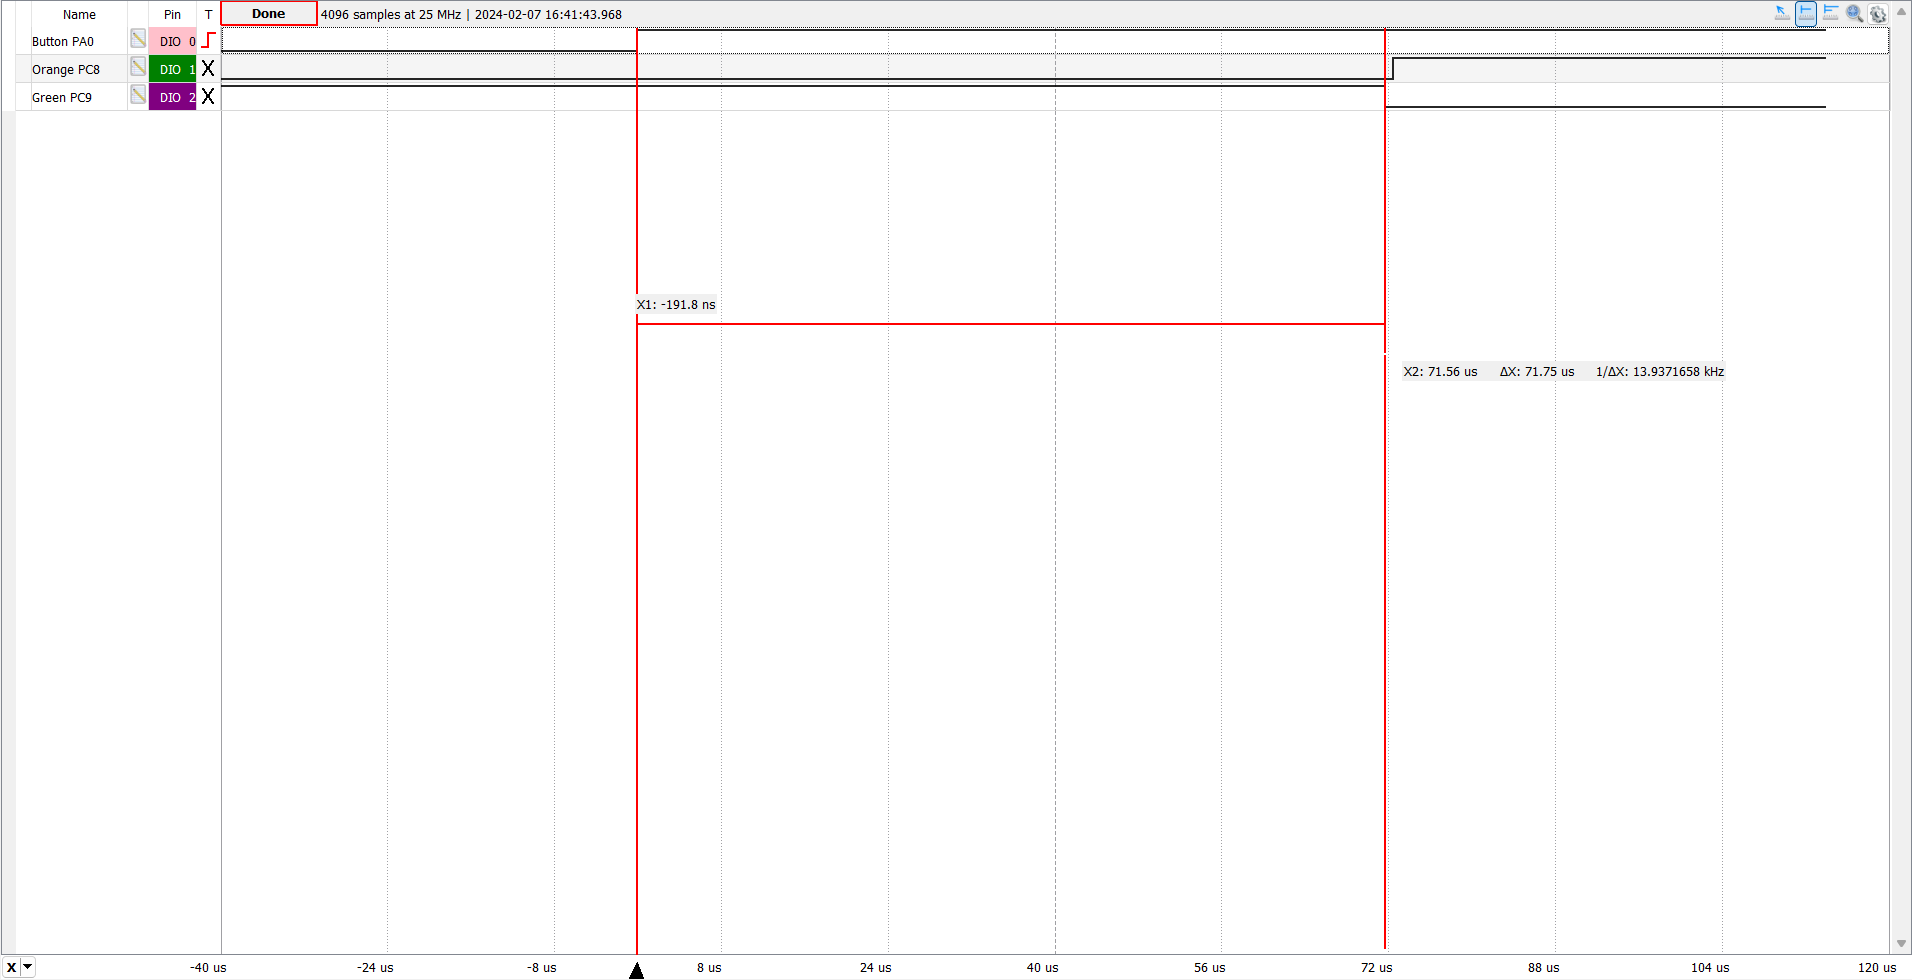 Name Pin T Done 4096 samples at 25 MHz | 2024-02-07 16:41:43.968
Button PA0 DIO 0
Orange PC8 DIO 1 X
Green PC9 DIO 2 X
X1: -191.8 ns
X2: 71.56 us ΔX: 71.75 us 1/ΔX: 13.9371658 kHz
X -40 us -24 us -8 us 8 us 24 us 40 us 56 us 72 us 88 us 104 us 120 us